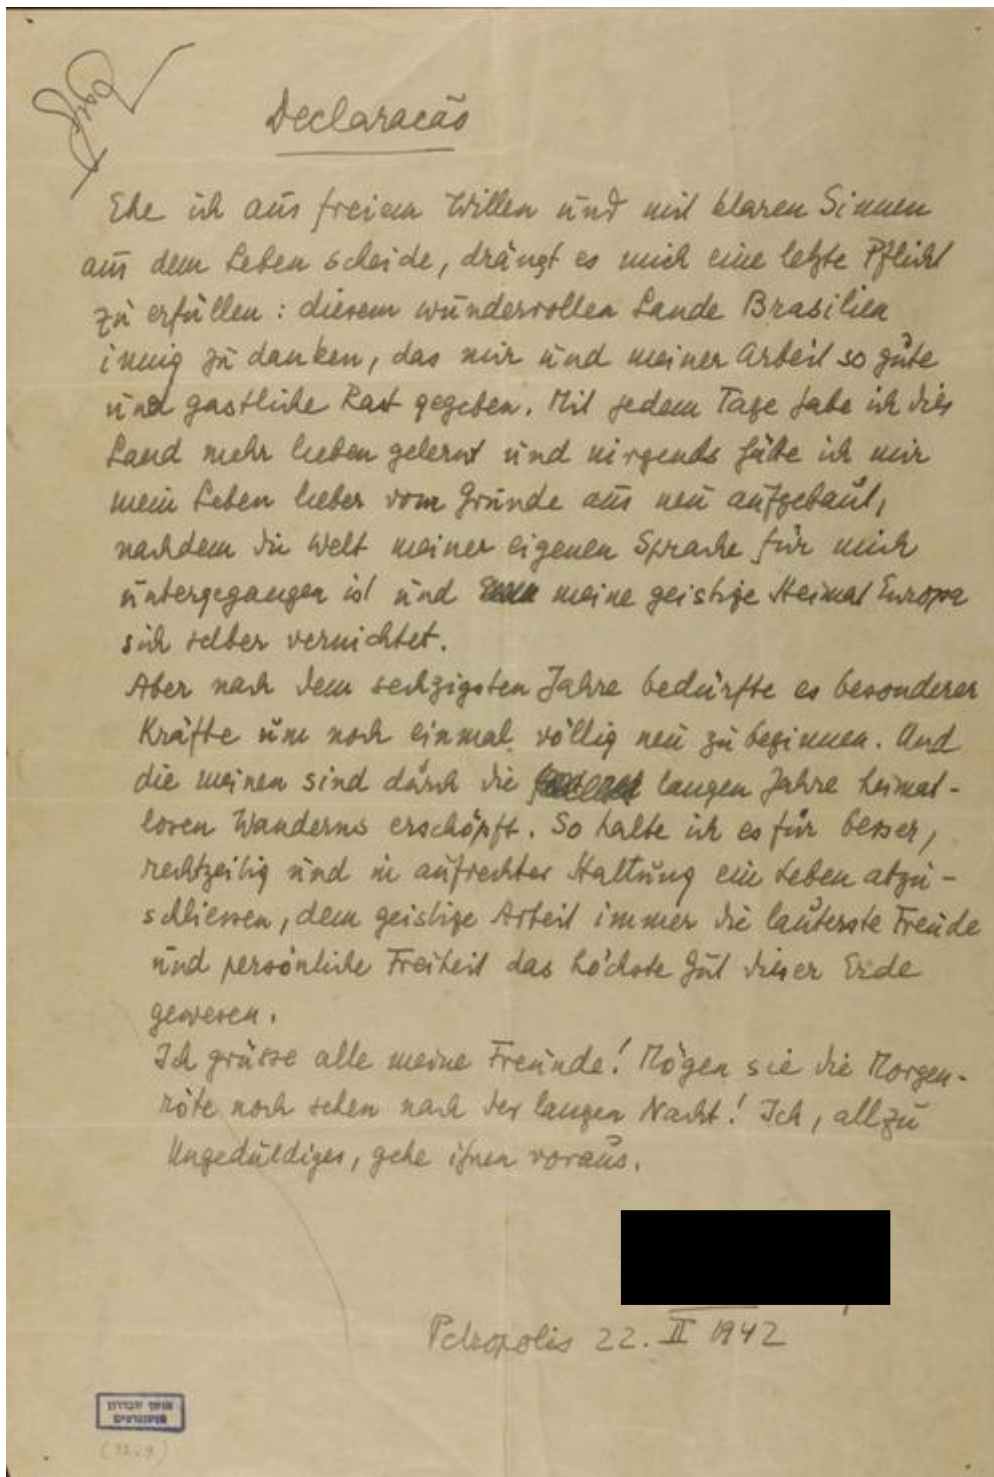 Declaracão
Ehe ich aus freiem Willen und mit klaren Sinnen
aus dem Leben scheide, drängt es mich eine letzte Pflicht
zu erfüllen: diesem wundervollen Lande Brasilien
innig zu danken, das mir und meiner Arbeit so gute
und gastliche Rast gegeben. Mit jedem Tage habe ich dies
Land mehr lieben gelernt und nirgends hätte ich mir
mein Leben lieber vom Grunde aus neu aufgebaut,
nachdem die Welt meiner eigenen Sprache für mich
untergegangen ist und meine geistige Heimat Europa
sich selber vernichtet.
Aber nach dem sechzigsten Jahre bedürfte es besonderer
Kräfte um noch einmal völlig neu zu beginnen. Und
die meinen sind durch die langen Jahre heimat-
losen Wanderns erschöpft. So halte ich es für besser,
rechtzeitig und in aufrechter Haltung ein Leben abzu-
schliessen, dem geistige Arbeit immer die lauterste Freude
und persönliche Freiheit das höchste Gut dieser Erde
gewesen.
Ich grüsse alle meine Freunde! Mögen sie die Morgen-
röte noch sehen nach der langen Nacht! Ich, allzu
Ungeduldiger, gehe ihnen voraus.
Petropolis 22. II 1942